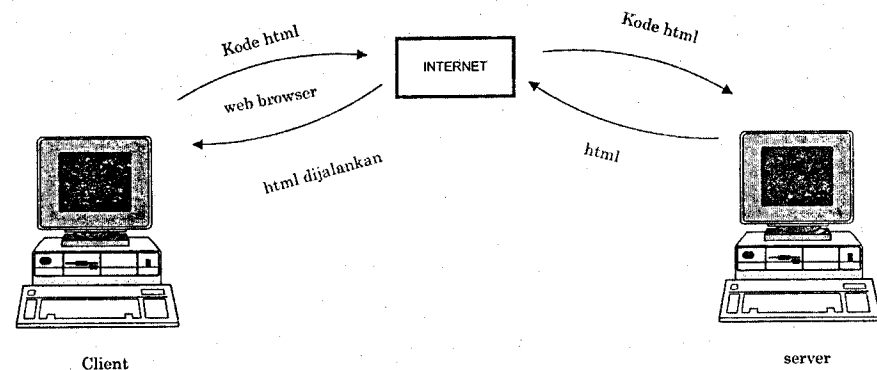 Kode html
INTERNET
Kode html
web browser
html dijalankan
html
Client
server